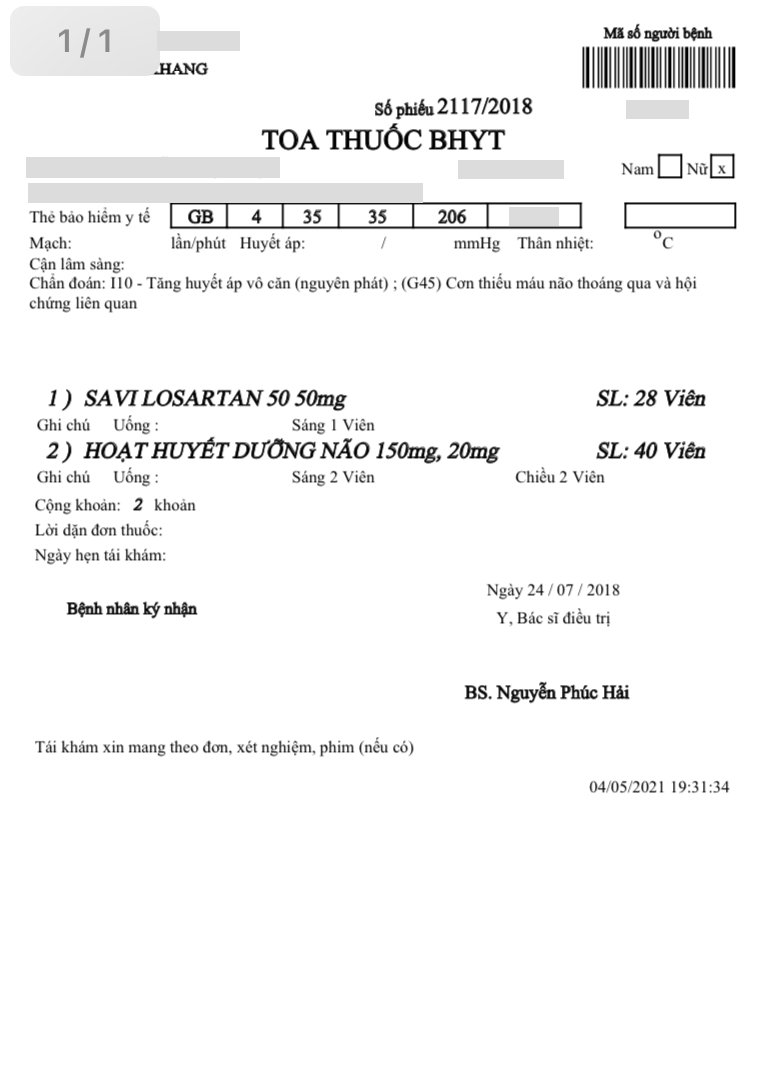 1/1
Mã số người bệnh
KHANG
Số phiếu 2117/2018
TOA THUỐC BHYT
Nam Nữ x
Thẻ bảo hiểm y tế GB 4 35 35 206
Mạch: lần/phút Huyết áp: / mmHg Thân nhiệt: °C
Cận lâm sàng:
Chẩn đoán: I10 - Tăng huyết áp vô căn (nguyên phát) ; (G45) Cơn thiếu máu não thoáng qua và hội
chứng liên quan
1 ) SAVI LOSARTAN 50 50mg SL: 28 Viên
Ghi chú Uống : Sáng 1 Viên
2 ) HOẠT HUYẾT DƯỠNG NÃO 150mg, 20mg SL: 40 Viên
Ghi chú Uống : Sáng 2 Viên Chiều 2 Viên
Cộng khoản: 2 khoản
Lời dặn đơn thuốc:
Ngày hẹn tái khám:
Ngày 24 / 07 / 2018
Bệnh nhân ký nhận
Y, Bác sĩ điều trị
BS. Nguyễn Phúc Hải
Tái khám xin mang theo đơn, xét nghiệm, phim (nếu có)
04/05/2021 19:31:34